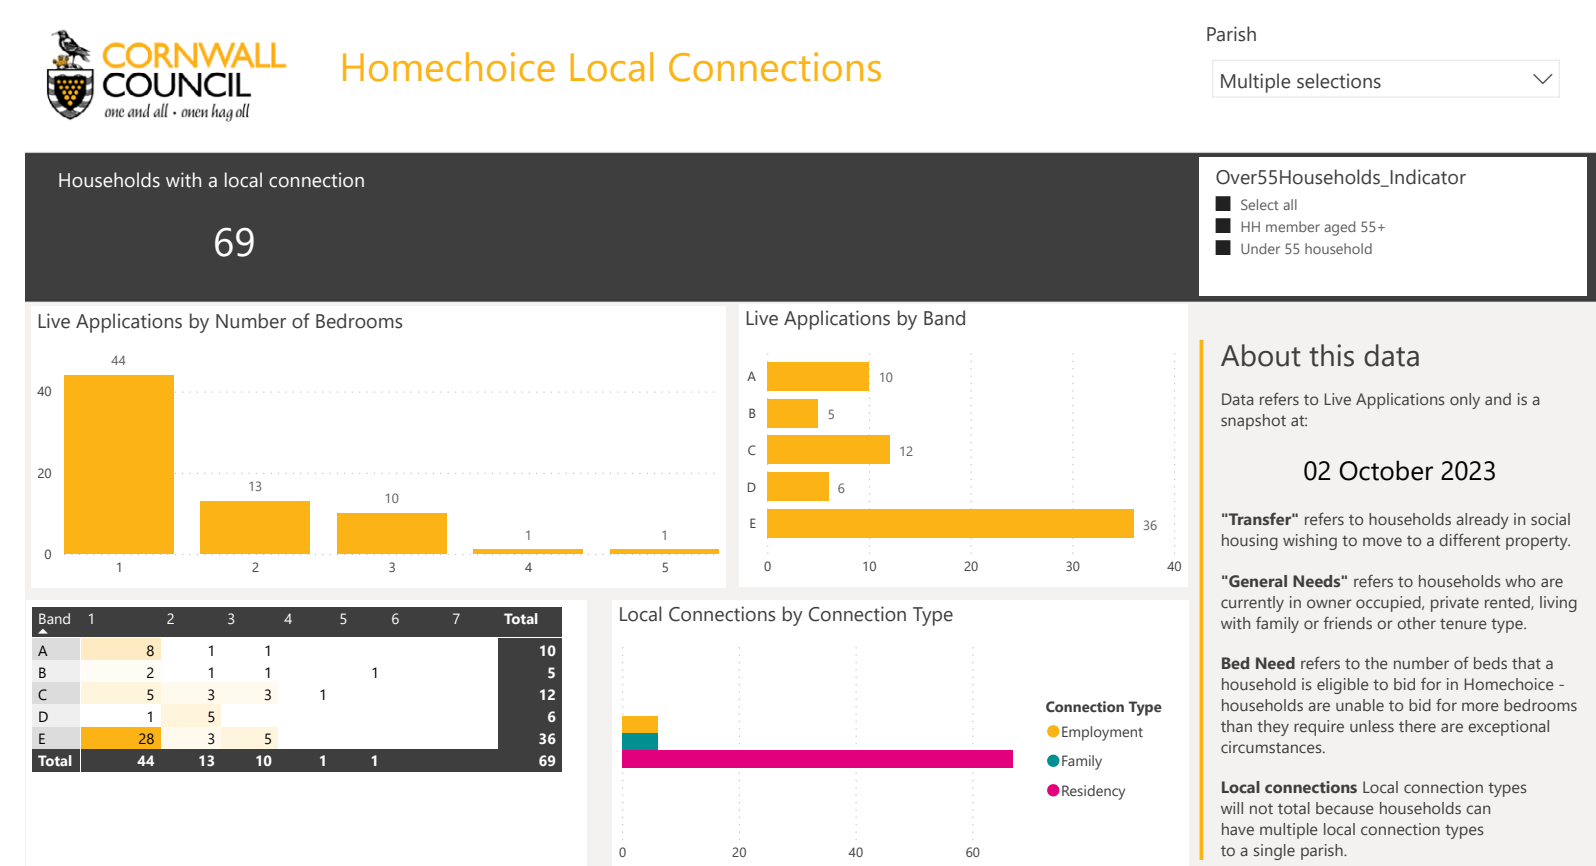 CORNWALL
COUNCIL
one and all • onen hag oll
Homechoice Local Connections
Parish
Multiple selections
Households with a local connection
69
Over55Households_Indicator
Select all
HH member aged 55+
Under 55 household
Live Applications by Number of Bedrooms
44
40
20
13
10
1
1
0
1 2 3 4 5
Live Applications by Band
A 10
B 5
C 12
D 6
E 36
0 10 20 30 40
Band 1 2 3 4 5 6 7 Total
A 8 1 1 10
B 2 1 1 1 5
C 5 3 3 1 12
D 1 5 6
E 28 3 5 36
Total 44 13 10 1 1 69
Local Connections by Connection Type
Connection Type
Employment
Family
Residency
0 20 40 60
About this data
Data refers to Live Applications only and is a
snapshot at:
02 October 2023
"Transfer" refers to households already in social
housing wishing to move to a different property.
"General Needs" refers to households who are
currently in owner occupied, private rented, living
with family or friends or other tenure type.
Bed Need refers to the number of beds that a
household is eligible to bid for in Homechoice -
households are unable to bid for more bedrooms
than they require unless there are exceptional
circumstances.
Local connections Local connection types
will not total because households can
have multiple local connection types
to a single parish.